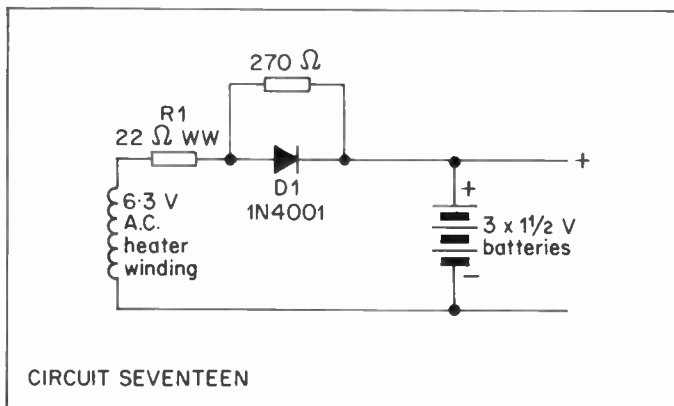 270 Ω
R1
22 Ω WW
D1
1N4001
6·3 V
A.C.
heater
winding
+
+
3 x 1½ V
batteries
−
CIRCUIT SEVENTEEN